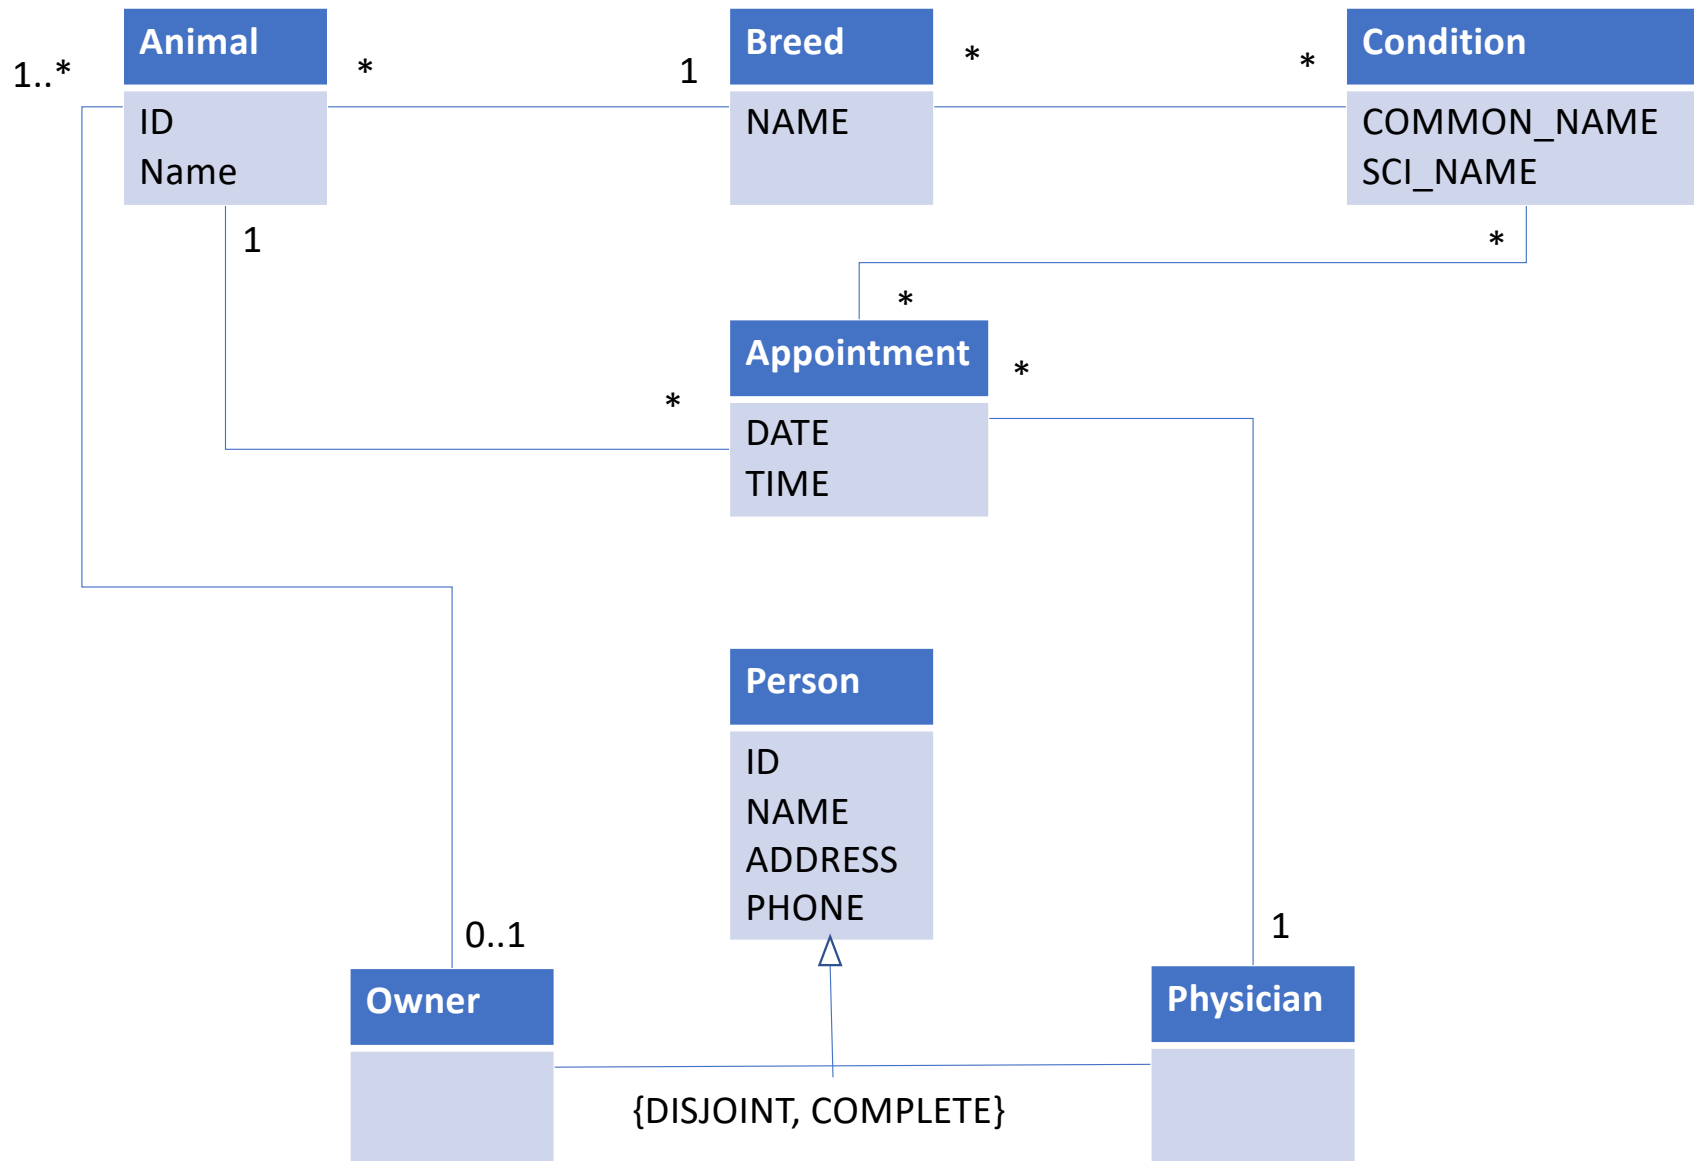 Animal
ID
Name
1..*
*
1
Breed
NAME
*
*
Condition
COMMON_NAME
SCI_NAME
1
*
*
Appointment
DATE
TIME
*
*
Person
ID
NAME
ADDRESS
PHONE
0..1
1
Owner
Physician
{DISJOINT, COMPLETE}